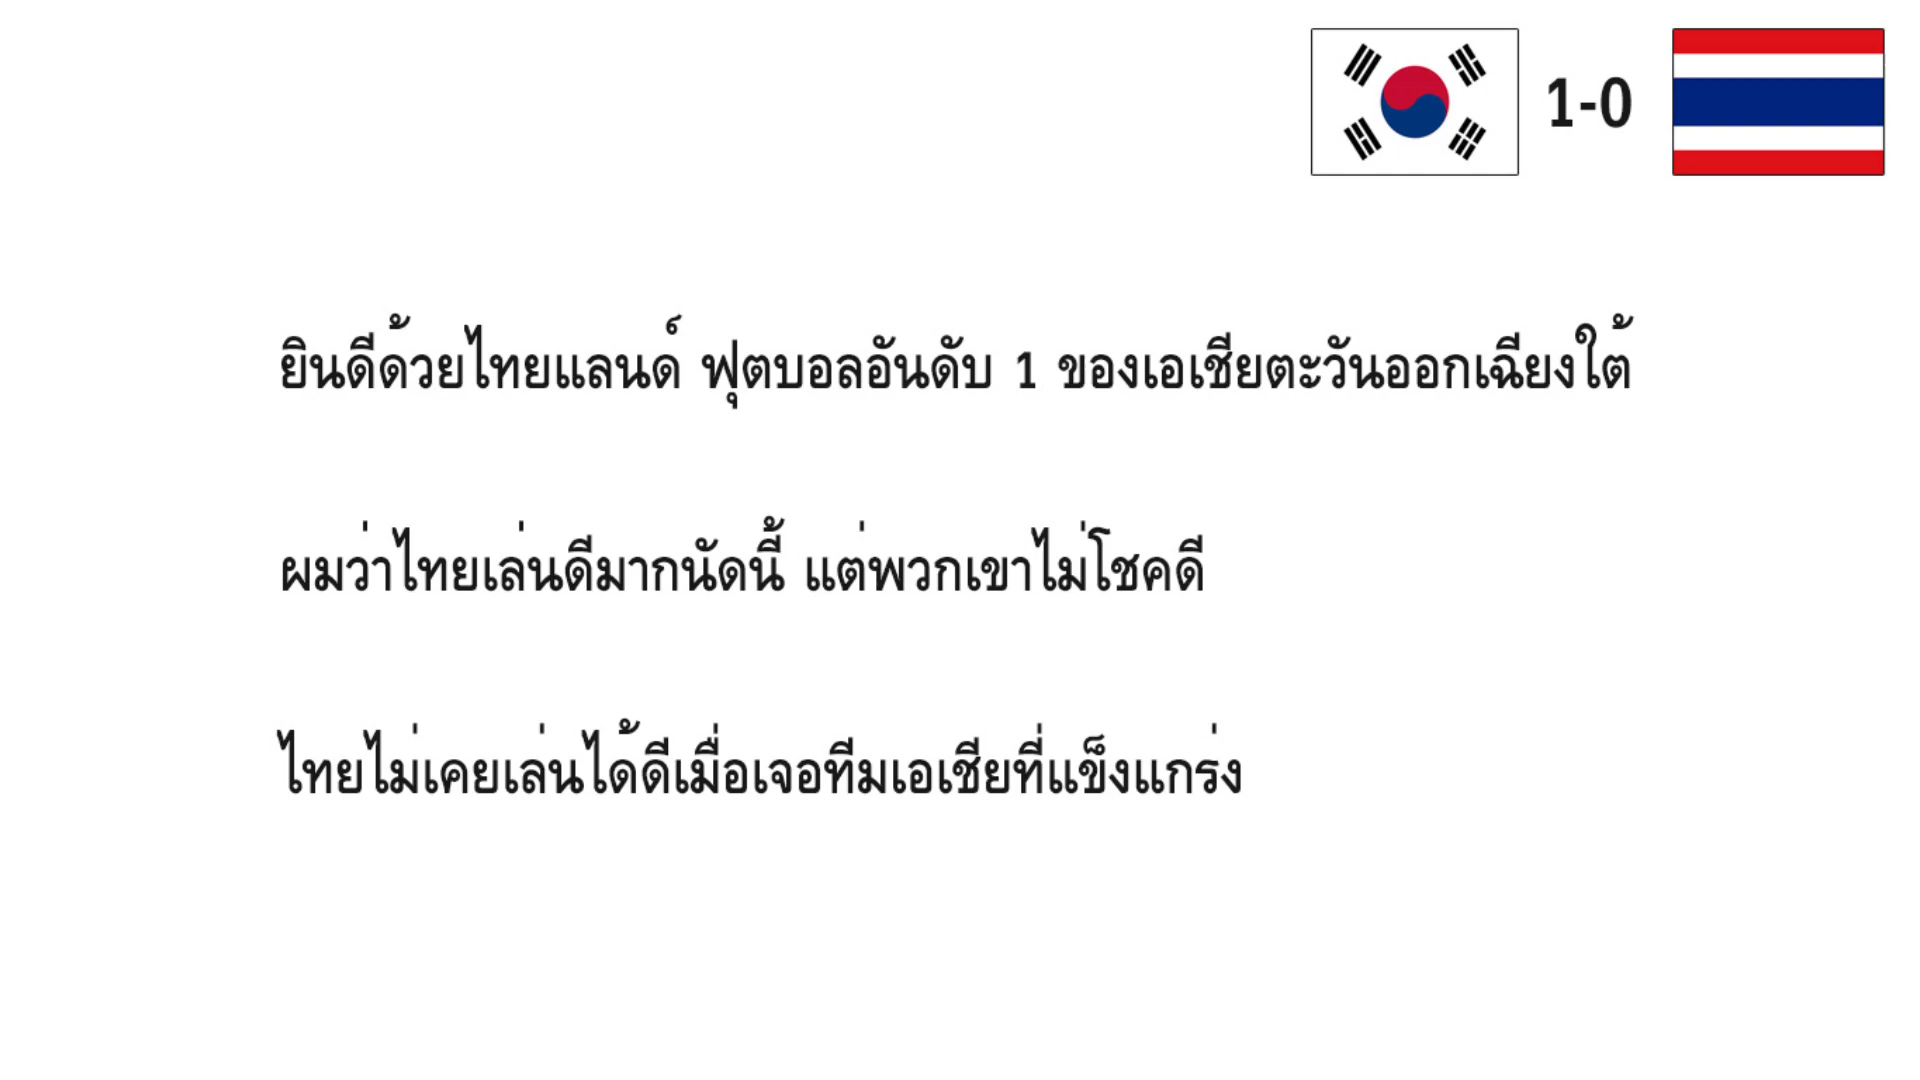 1-0
ยินดีด้วยไทยแลนด์ ฟุตบอลอันดับ 1 ของเอเชียตะวันออกเฉียงใต้
ผมว่าไทยเล่นดีมากนัดนี้ แต่พวกเขาไม่โชคดี
ไทยไม่เคยเล่นได้ดีเมื่อเจอทีมเอเชียที่แข็งแกร่ง